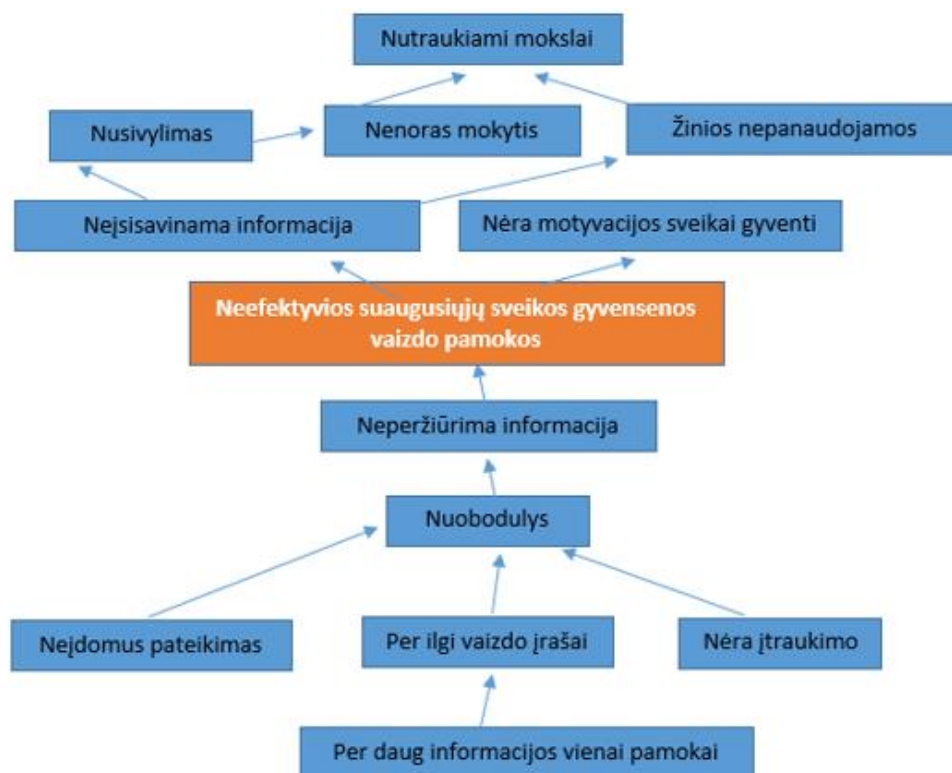 Nutraukiami mokslai
Nusivylimas
Nenoras mokytis
Žinios nepanaudojamos
Neįsisavinama informacija
Nėra motyvacijos sveikai gyventi
Neefektyvios suaugusiųjų sveikos gyvensenos
vaizdo pamokos
Neperžiūrima informacija
Nuobodulys
Neįdomus pateikimas
Per ilgi vaizdo įrašai
Nėra įtraukimo
Per daug informacijos vienai pamokai